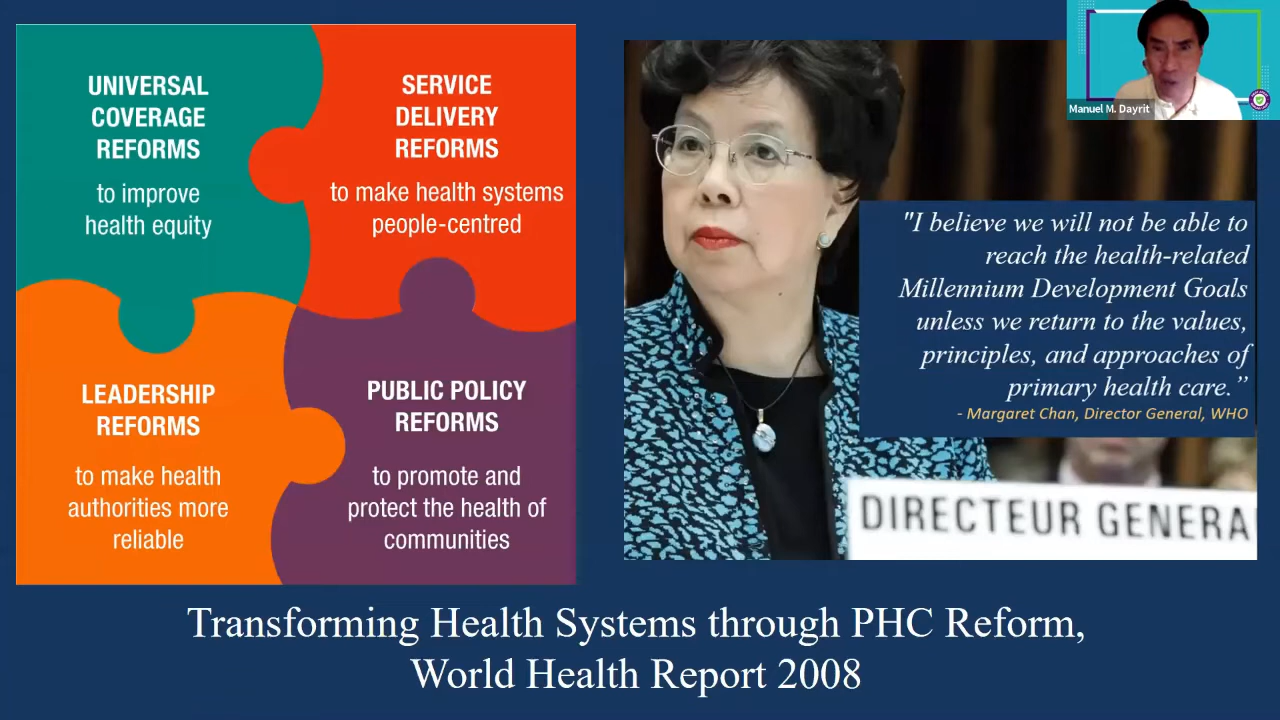 UNIVERSAL
COVERAGE
REFORMS
to improve
health equity
SERVICE
DELIVERY
REFORMS
to make health systems
people-centred
LEADERSHIP
REFORMS
to make health
authorities more
reliable
PUBLIC POLICY
REFORMS
to promote and
protect the health of
communities
Manuel M. Dayrit
"I believe we will not be able to
reach the health-related
Millennium Development Goals
unless we return to the values,
principles, and approaches of
primary health care.”
- Margaret Chan, Director General, WHO
DIRECTEUR GENERA
Transforming Health Systems through PHC Reform,
World Health Report 2008